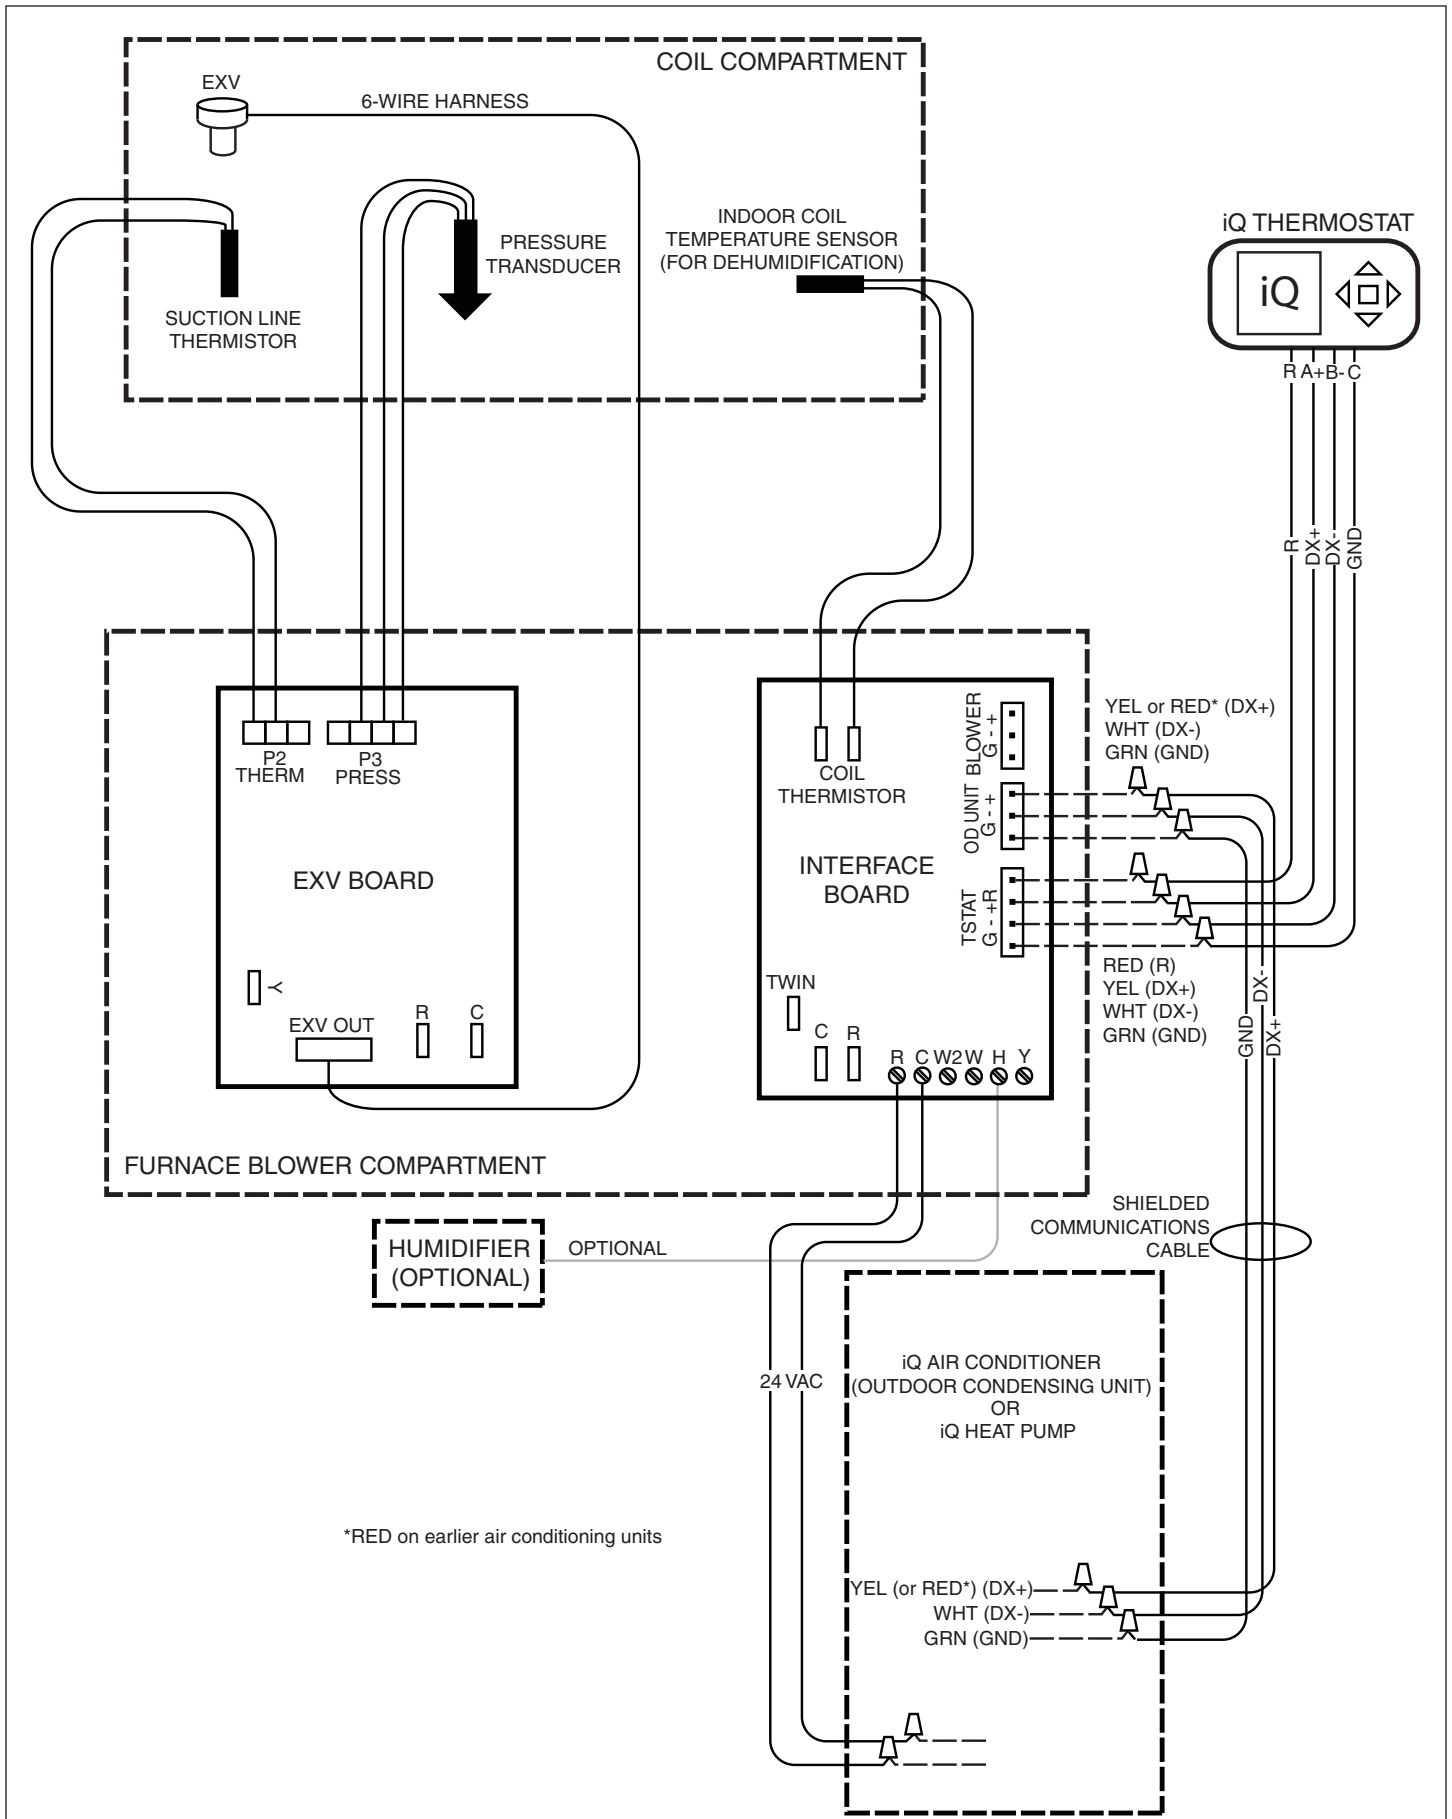 COIL COMPARTMENT
EXV
6-WIRE HARNESS
PRESSURE
TRANSDUCER
INDOOR COIL
TEMPERATURE SENSOR
(FOR DEHUMIDIFICATION)
SUCTION LINE
THERMISTOR
iQ THERMOSTAT
iQ
R A+ B- C
R
DX+
DX-
GND
P2
THERM
P3
PRESS
EXV BOARD
Y
EXV OUT
R
C
COIL
THERMISTOR
INTERFACE
BOARD
BLOWER
G - +
OD UNIT
G - +
TSTAT
G - +R
TWIN
C
R
R C W2 W H Y
YEL or RED* (DX+)
WHT (DX-)
GRN (GND)
RED (R)
YEL (DX+)
WHT (DX-)
GRN (GND)
GND
DX-
DX+
FURNACE BLOWER COMPARTMENT
HUMIDIFIER
(OPTIONAL)
OPTIONAL
SHIELDED
COMMUNICATIONS
CABLE
24 VAC
iQ AIR CONDITIONER
(OUTDOOR CONDENSING UNIT)
OR
iQ HEAT PUMP
*RED on earlier air conditioning units
YEL (or RED*) (DX+)
WHT (DX-)
GRN (GND)